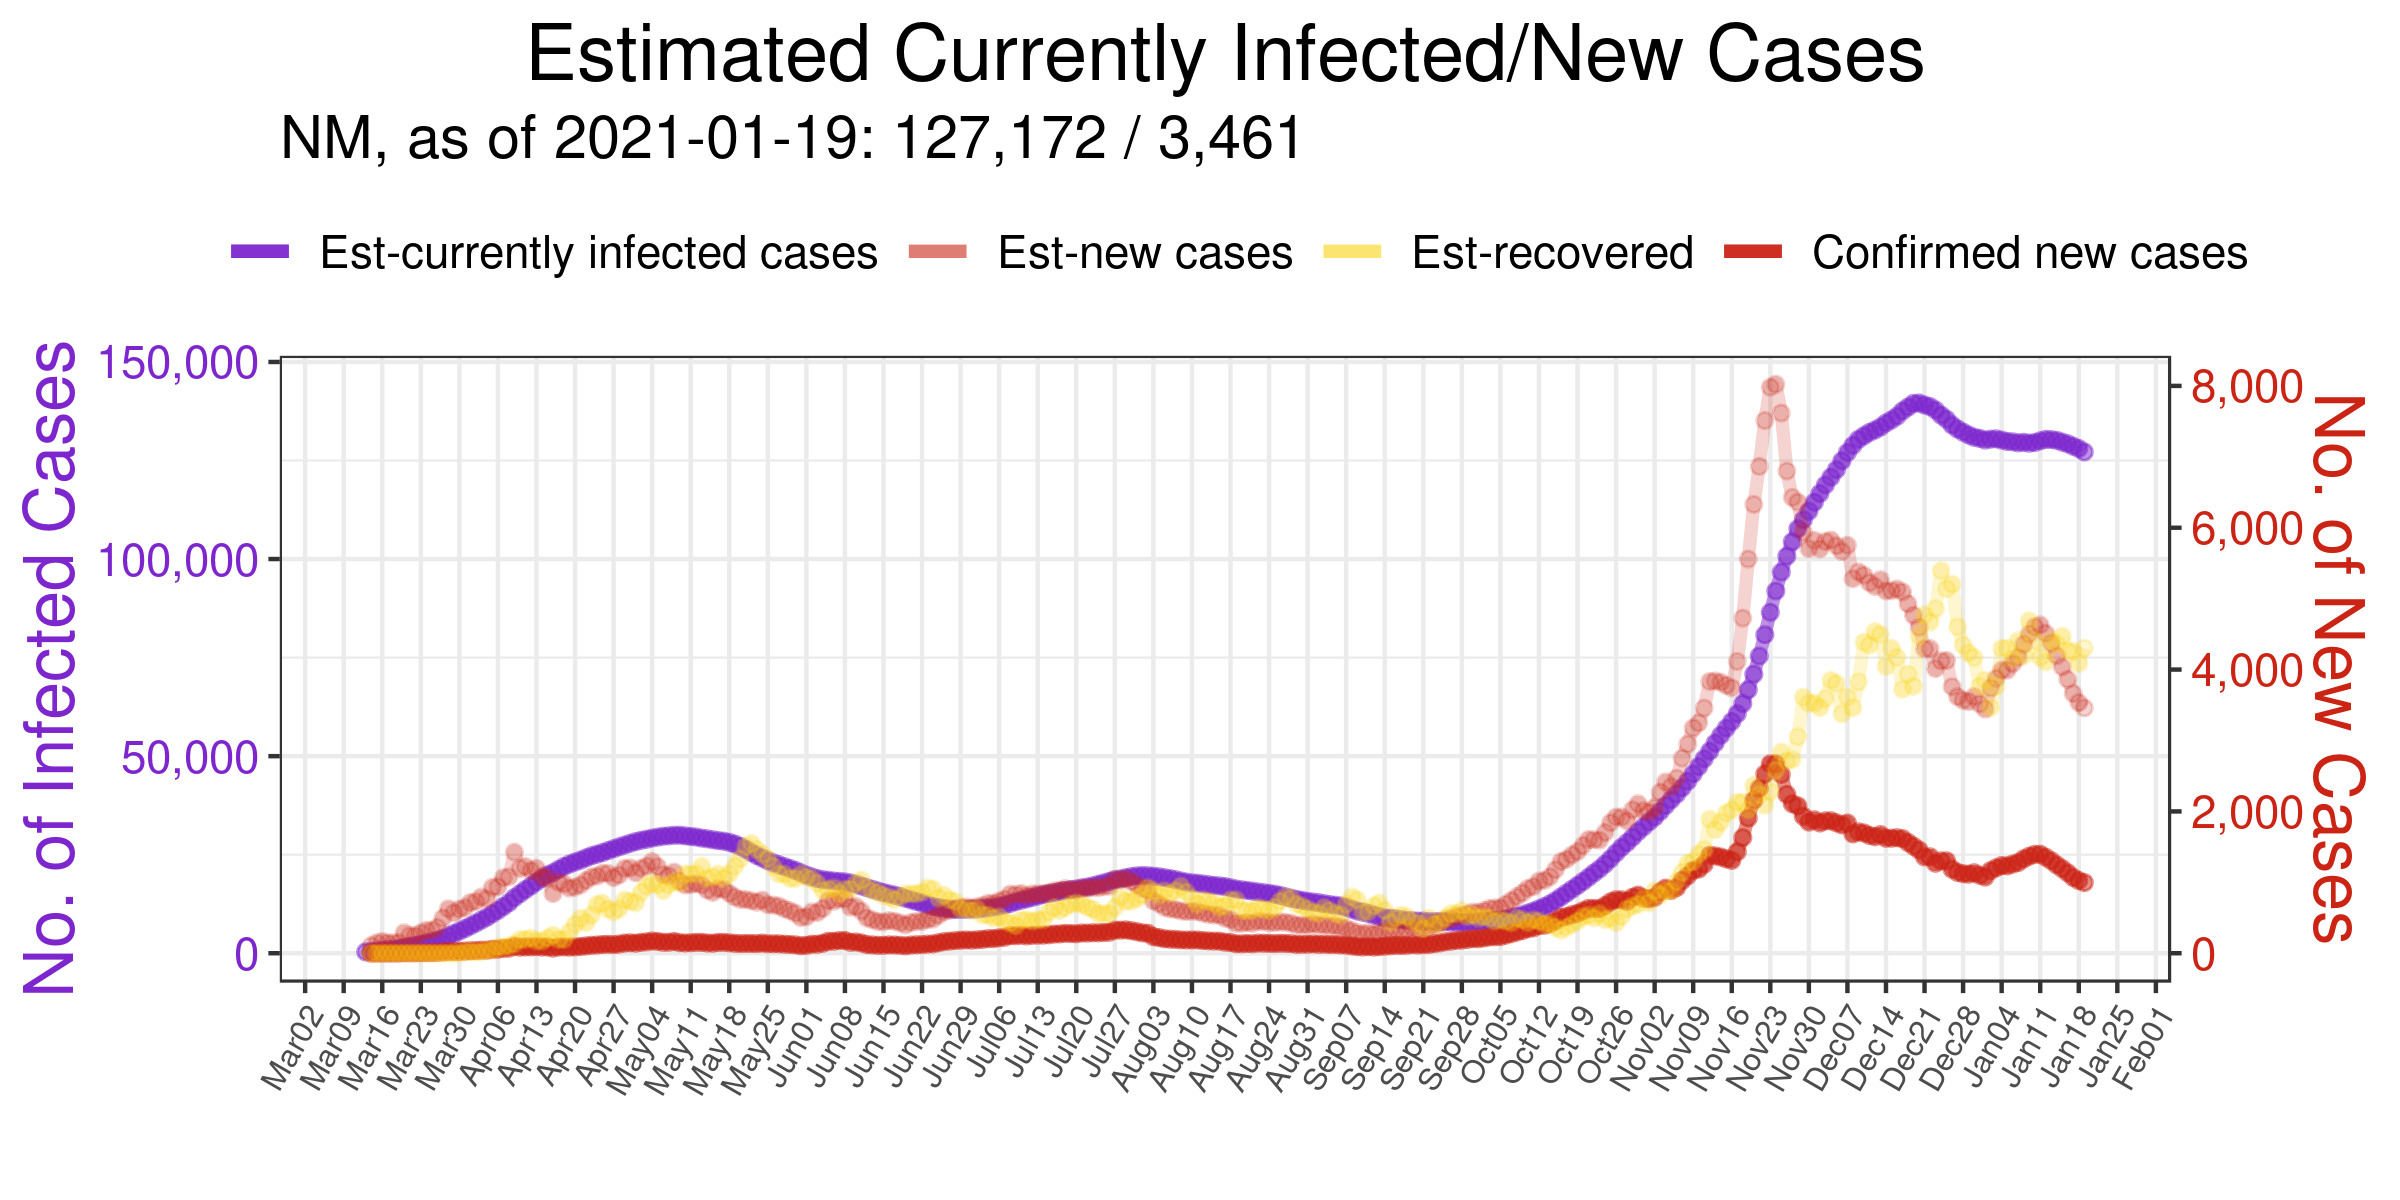 Estimated Currently Infected/New Cases
NM, as of 2021-01-19: 127,172 / 3,461
Est-currently infected cases
Est-new cases
Est-recovered
Confirmed new cases
No. of Infected Cases
150,000
100,000
50,000
0
8,000
6,000
4,000
2,000
0
No. of New Cases
Mar02
Mar09
Mar16
Mar23
Mar30
Apr06
Apr13
Apr20
Apr27
May04
May11
May18
May25
Jun01
Jun08
Jun15
Jun22
Jun29
Jul06
Jul13
Jul20
Jul27
Aug03
Aug10
Aug17
Aug24
Aug31
Sep07
Sep14
Sep21
Sep28
Oct05
Oct12
Oct19
Oct26
Nov02
Nov09
Nov16
Nov23
Nov30
Dec07
Dec14
Dec21
Dec28
Jan04
Jan11
Jan18
Jan25
Feb01